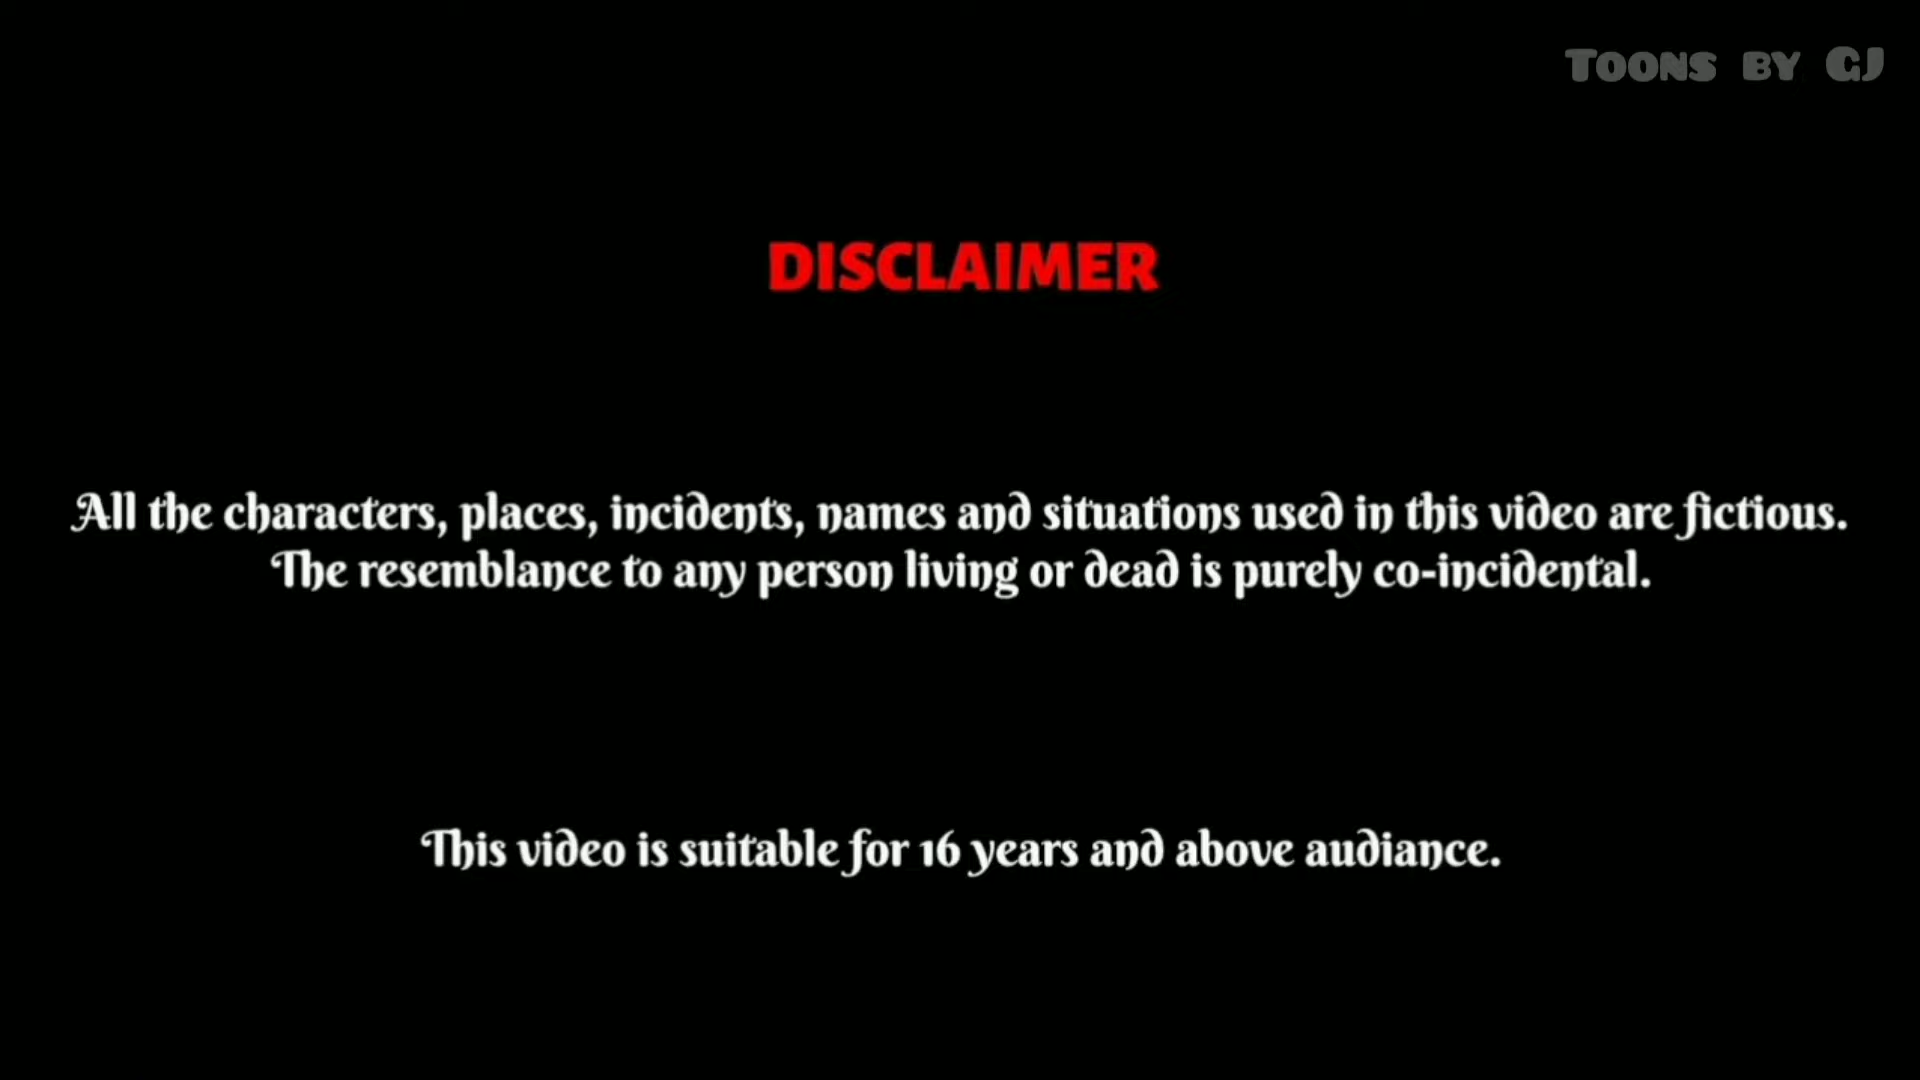 Toons by GJ
DISCLAIMER
All the characters, places, incidents, names and situations used in this video are fictious.
The resemblance to any person living or dead is purely co-incidental.
This video is suitable for 16 years and above audiance.